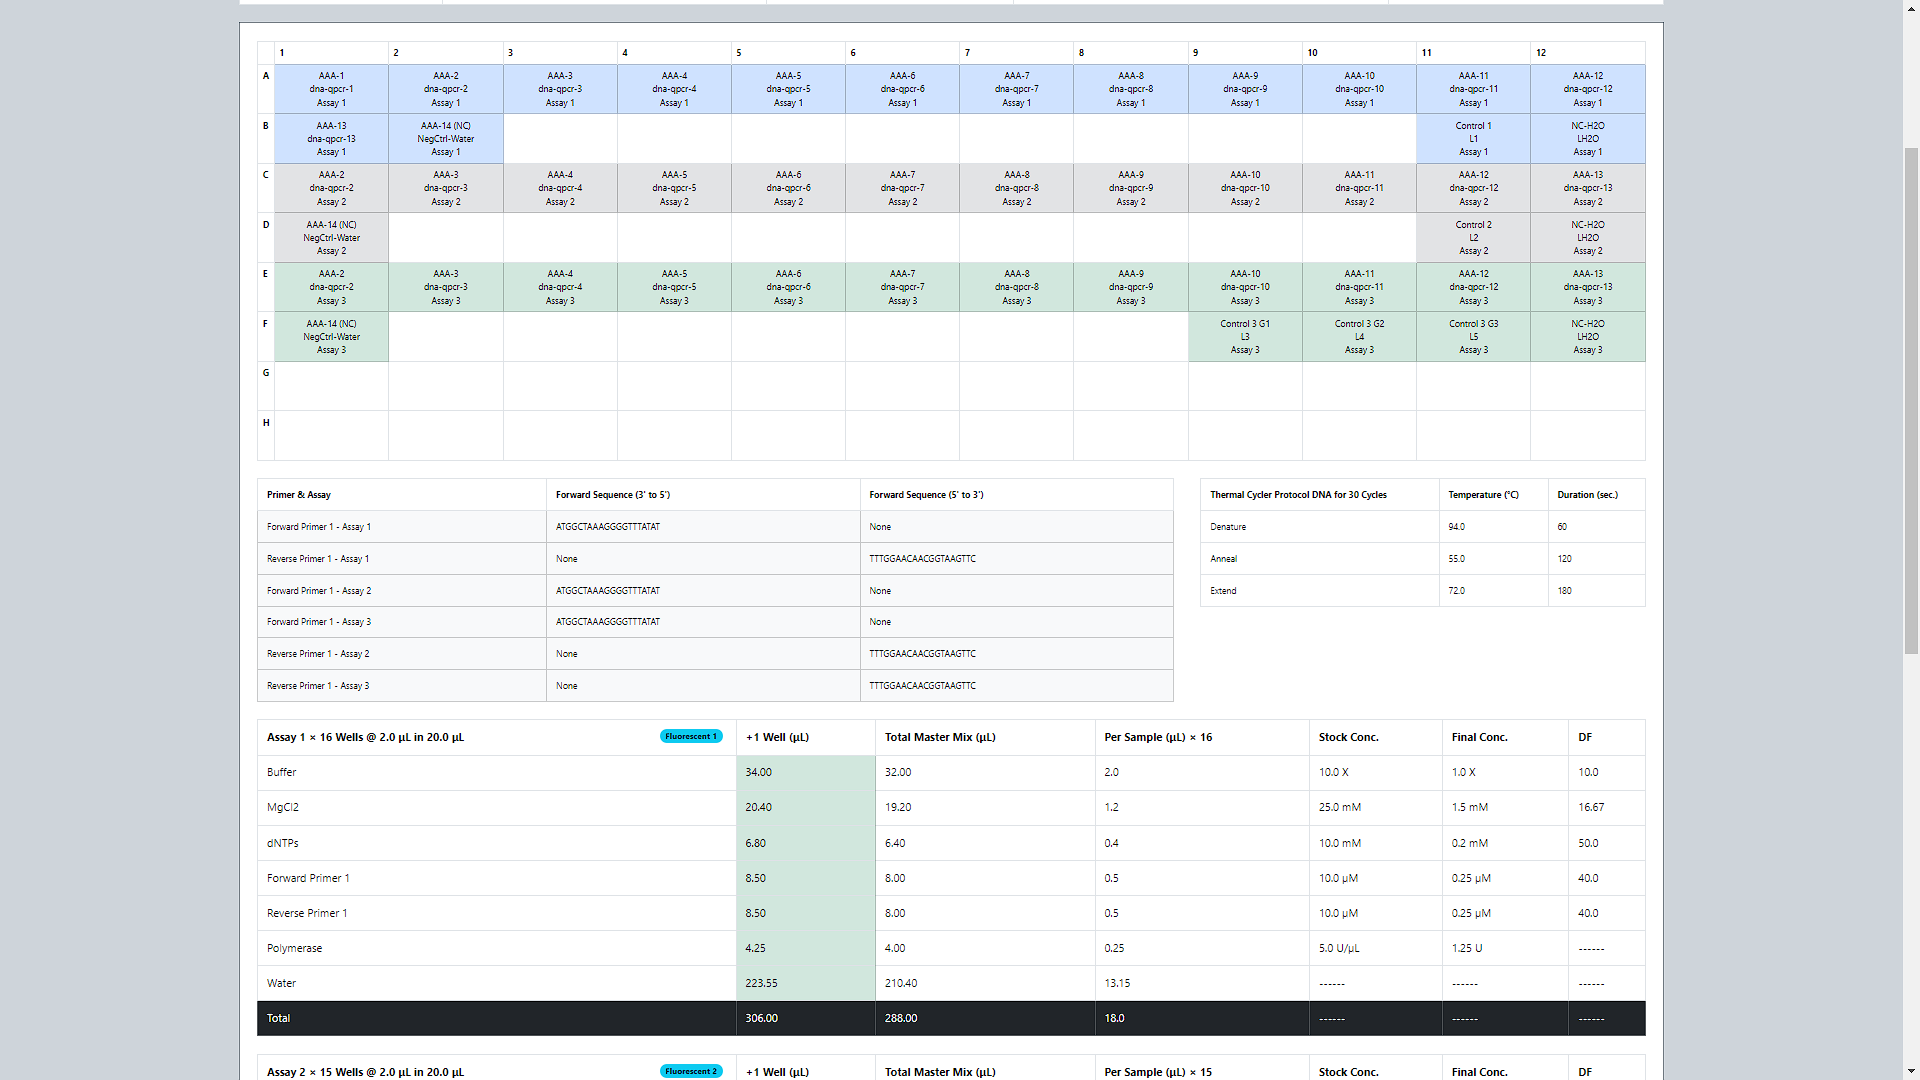 1 2 3 4 5 6 7 8 9 10 11 12
A AAA-1 AAA-2 AAA-3 AAA-4 AAA-5 AAA-6 AAA-7 AAA-8 AAA-9 AAA-10 AAA-11 AAA-12
dna-qpcr-1 dna-qpcr-2 dna-qpcr-3 dna-qpcr-4 dna-qpcr-5 dna-qpcr-6 dna-qpcr-7 dna-qpcr-8 dna-qpcr-9 dna-qpcr-10 dna-qpcr-11 dna-qpcr-12
Assay 1 Assay 1 Assay 1 Assay 1 Assay 1 Assay 1 Assay 1 Assay 1 Assay 1 Assay 1 Assay 1 Assay 1
B AAA-13 AAA-14 (NC) Control 1 NC-H2O
dna-qpcr-13 NegCtrl-Water L1 LH2O
Assay 1 Assay 1 Assay 1 Assay 1
C AAA-2 AAA-3 AAA-4 AAA-5 AAA-6 AAA-7 AAA-8 AAA-9 AAA-10 AAA-11 AAA-12 AAA-13
dna-qpcr-2 dna-qpcr-3 dna-qpcr-4 dna-qpcr-5 dna-qpcr-6 dna-qpcr-7 dna-qpcr-8 dna-qpcr-9 dna-qpcr-10 dna-qpcr-11 dna-qpcr-12 dna-qpcr-13
Assay 2 Assay 2 Assay 2 Assay 2 Assay 2 Assay 2 Assay 2 Assay 2 Assay 2 Assay 2 Assay 2 Assay 2
D AAA-14 (NC) Control 2 NC-H2O
NegCtrl-Water L2 LH2O
Assay 2 Assay 2 Assay 2
E AAA-2 AAA-3 AAA-4 AAA-5 AAA-6 AAA-7 AAA-8 AAA-9 AAA-10 AAA-11 AAA-12 AAA-13
dna-qpcr-2 dna-qpcr-3 dna-qpcr-4 dna-qpcr-5 dna-qpcr-6 dna-qpcr-7 dna-qpcr-8 dna-qpcr-9 dna-qpcr-10 dna-qpcr-11 dna-qpcr-12 dna-qpcr-13
Assay 3 Assay 3 Assay 3 Assay 3 Assay 3 Assay 3 Assay 3 Assay 3 Assay 3 Assay 3 Assay 3 Assay 3
F AAA-14 (NC) Control 3 G1 Control 3 G2 Control 3 G3 NC-H2O
NegCtrl-Water L3 L4 L5 LH2O
Assay 3 Assay 3 Assay 3 Assay 3 Assay 3
G
H
Primer & Assay Forward Sequence (3' to 5') Forward Sequence (5' to 3')
Forward Primer 1 - Assay 1 ATGGCTAAAGGGGTTTATAT None
Reverse Primer 1 - Assay 1 None TTTGGAACAACGGTAAGTTC
Forward Primer 1 - Assay 2 ATGGCTAAAGGGGTTTATAT None
Forward Primer 1 - Assay 3 ATGGCTAAAGGGGTTTATAT None
Reverse Primer 1 - Assay 2 None TTTGGAACAACGGTAAGTTC
Reverse Primer 1 - Assay 3 None TTTGGAACAACGGTAAGTTC
Thermal Cycler Protocol DNA for 30 Cycles Temperature (°C) Duration (sec.)
Denature 94.0 60
Anneal 55.0 120
Extend 72.0 180
Assay 1 × 16 Wells @ 2.0 µL in 20.0 µL Fluorescent 1 +1 Well (µL) Total Master Mix (µL) Per Sample (µL) × 16 Stock Conc. Final Conc. DF
Buffer 34.00 32.00 2.0 10.0 X 1.0 X 10.0
MgCl2 20.40 19.20 1.2 25.0 mM 1.5 mM 16.67
dNTPs 6.80 6.40 0.4 10.0 mM 0.2 mM 50.0
Forward Primer 1 8.50 8.00 0.5 10.0 µM 0.25 µM 40.0
Reverse Primer 1 8.50 8.00 0.5 10.0 µM 0.25 µM 40.0
Polymerase 4.25 4.00 0.25 5.0 U/µL 1.25 U ------
Water 223.55 210.40 13.15 ------ ------ ------
Total 306.00 288.00 18.0 ------ ------ ------
Assay 2 × 15 Wells @ 2.0 µL in 20.0 µL Fluorescent 2 +1 Well (µL) Total Master Mix (µL) Per Sample (µL) × 15 Stock Conc. Final Conc. DF